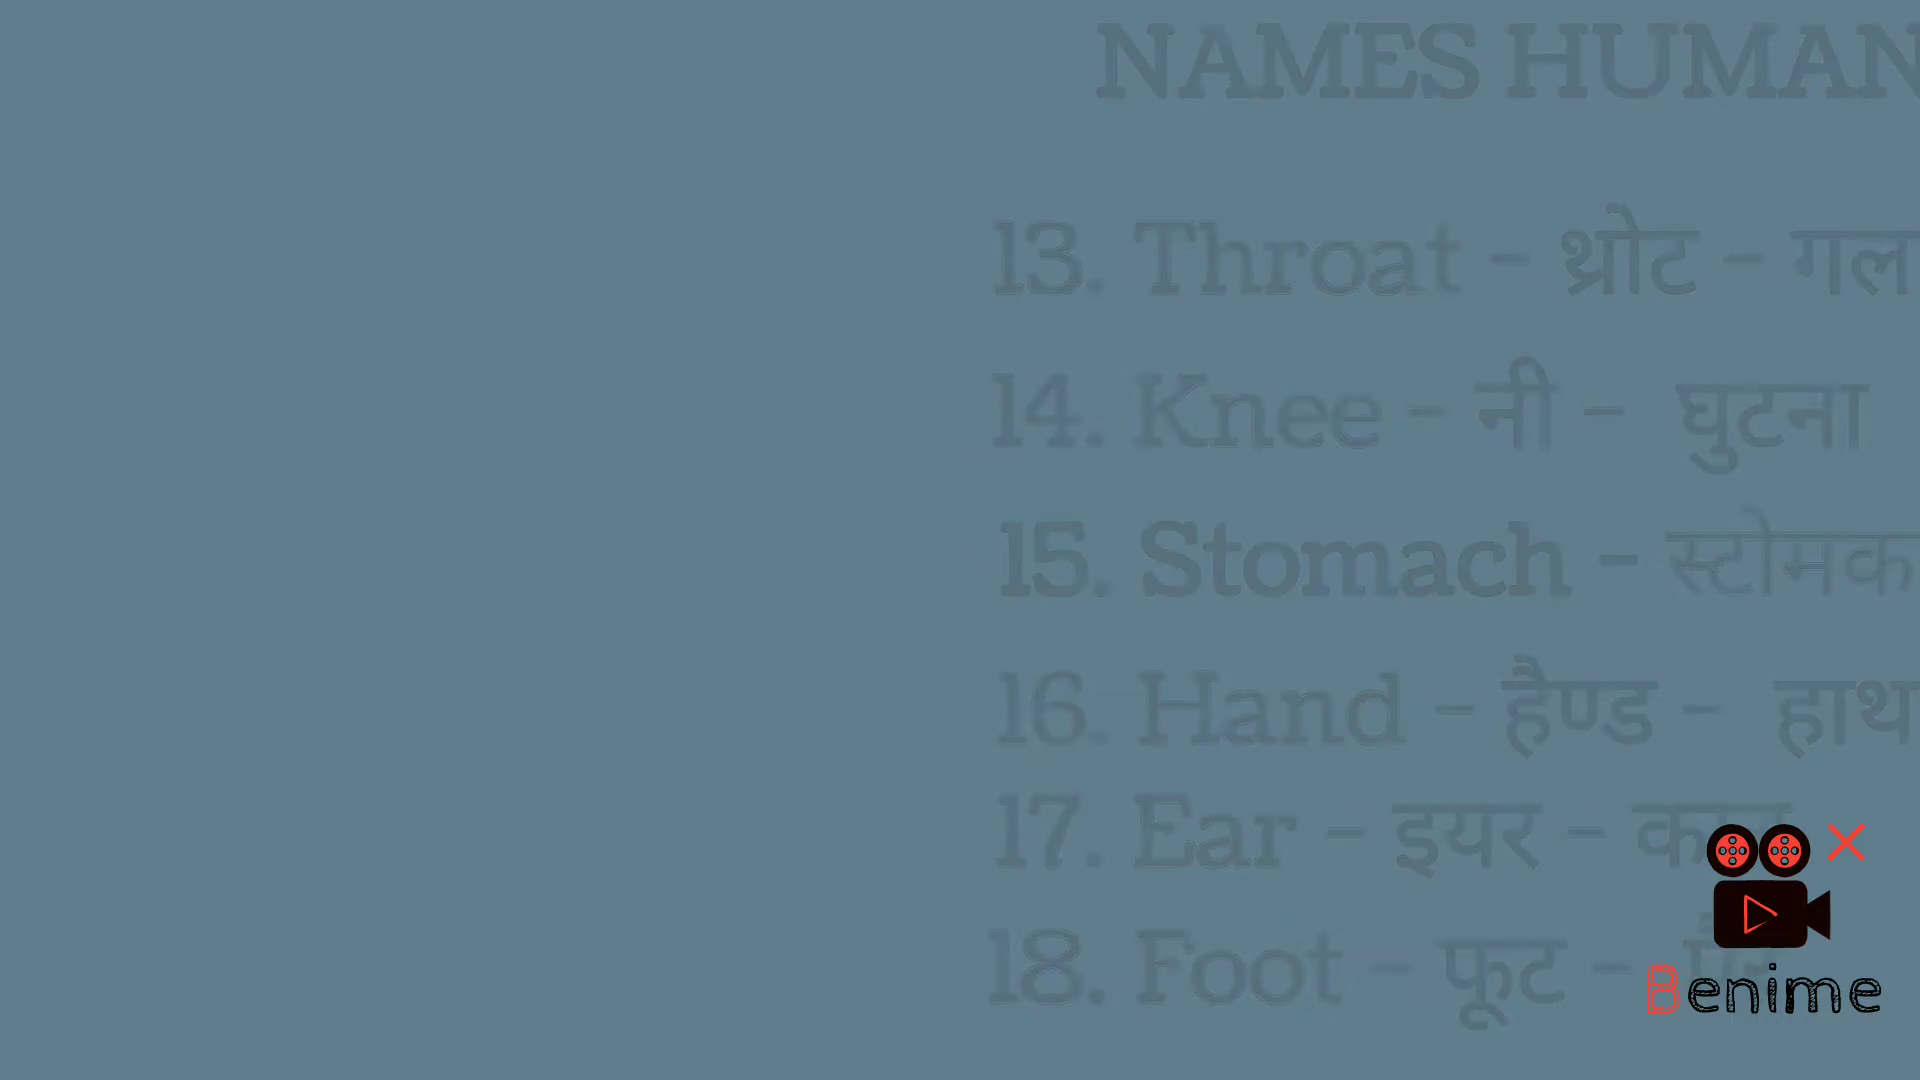 NAMES HUMAN
13. Throat - थ्रोट - गल
14. Knee - नी - घुटना
15. Stomach - स्टोमक
16. Hand - हैण्ड - हाथ
17. Ear - इयर - कान
18. Foot - फूट -
Benime